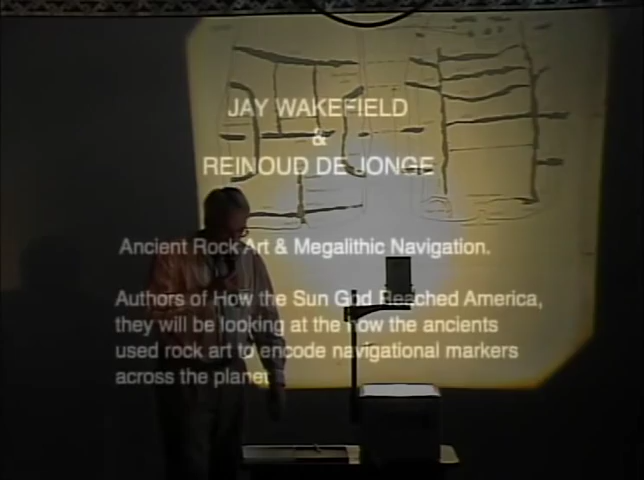 JAY WAKEFIELD
&
REINOUD DE JONGE
Ancient Rock Art & Megalithic Navigation.
Authors of How the Sun God Reached America,
they will be looking at the how the ancients
used rock art to encode navigational markers
across the planet